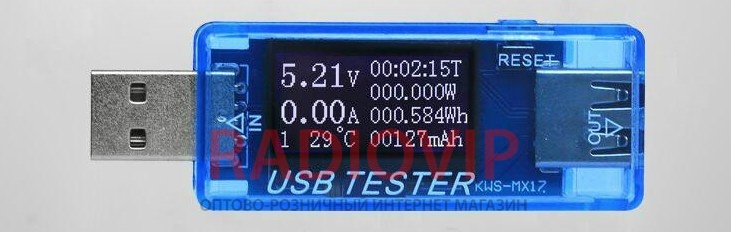 RESET
5.21V 00:02:15T
000.000W
0.00A 000.584Wh
1 29°C 00127mAh
IN
OUT
RADIOVIP
USB TESTER KWS-MX17
ОПТОВО-РОЗНИЧНЫЙ ИНТЕРНЕТ МАГАЗИН